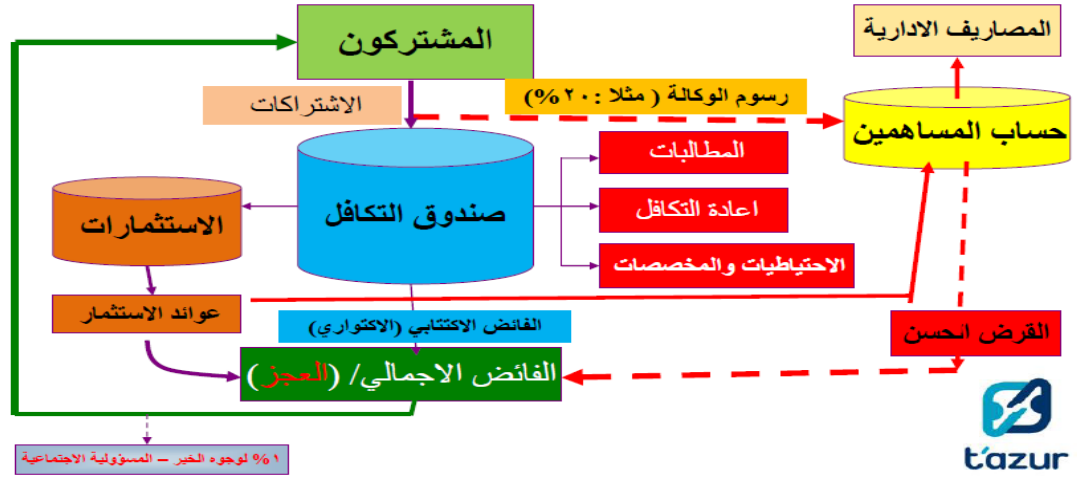 المشتركون
المصاريف الادارية
الاشتراكات
رسوم الوكالة ( مثلا :٢٠ %)
حساب المساهمين
المطالبات
صندوق التكافل
اعادة التكافل
الاستثمارات
الاحتياطيات والمخصصات
عوائد الاستثمار
الفائض الاكتتابي (الاكتواري)
القرض الحسن
الفائض الاجمالي/ (العجز)
١ % لوجوه الخير – المسؤولية الاجتماعية
t'azur